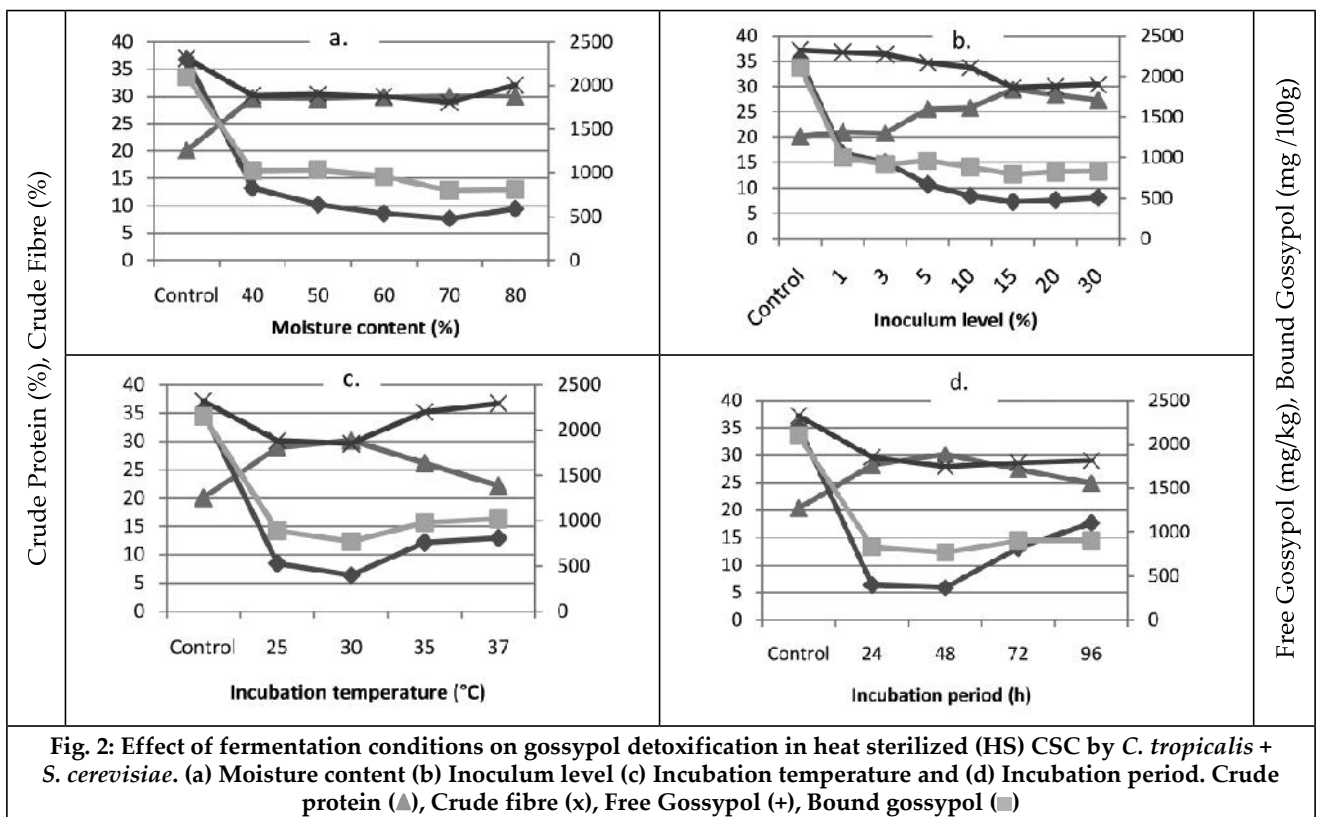 Crude Protein (%), Crude Fibre (%)
a.
40 2500
35
30 2000
25 1500
20
15 1000
10
5 500
0 0
Control 40 50 60 70 80
Moisture content (%)
b.
40 2500
35
30 2000
25 1500
20
15 1000
10
5 500
0 0
Control 1 3 5 10 15 20 30
Inoculum level (%)
c.
40 2500
35
30 2000
25 1500
20
15 1000
10
5 500
0 0
Control 25 30 35 37
Incubation temperature (°C)
d.
40 2500
35
30 2000
25 1500
20
15 1000
10
5 500
0 0
Control 24 48 72 96
Incubation period (h)
Free Gossypol (mg/kg), Bound Gossypol (mg /100g)
Fig. 2: Effect of fermentation conditions on gossypol detoxification in heat sterilized (HS) CSC by C. tropicalis +
S. cerevisiae. (a) Moisture content (b) Inoculum level (c) Incubation temperature and (d) Incubation period. Crude
protein (▲), Crude fibre (x), Free Gossypol (+), Bound gossypol (■)